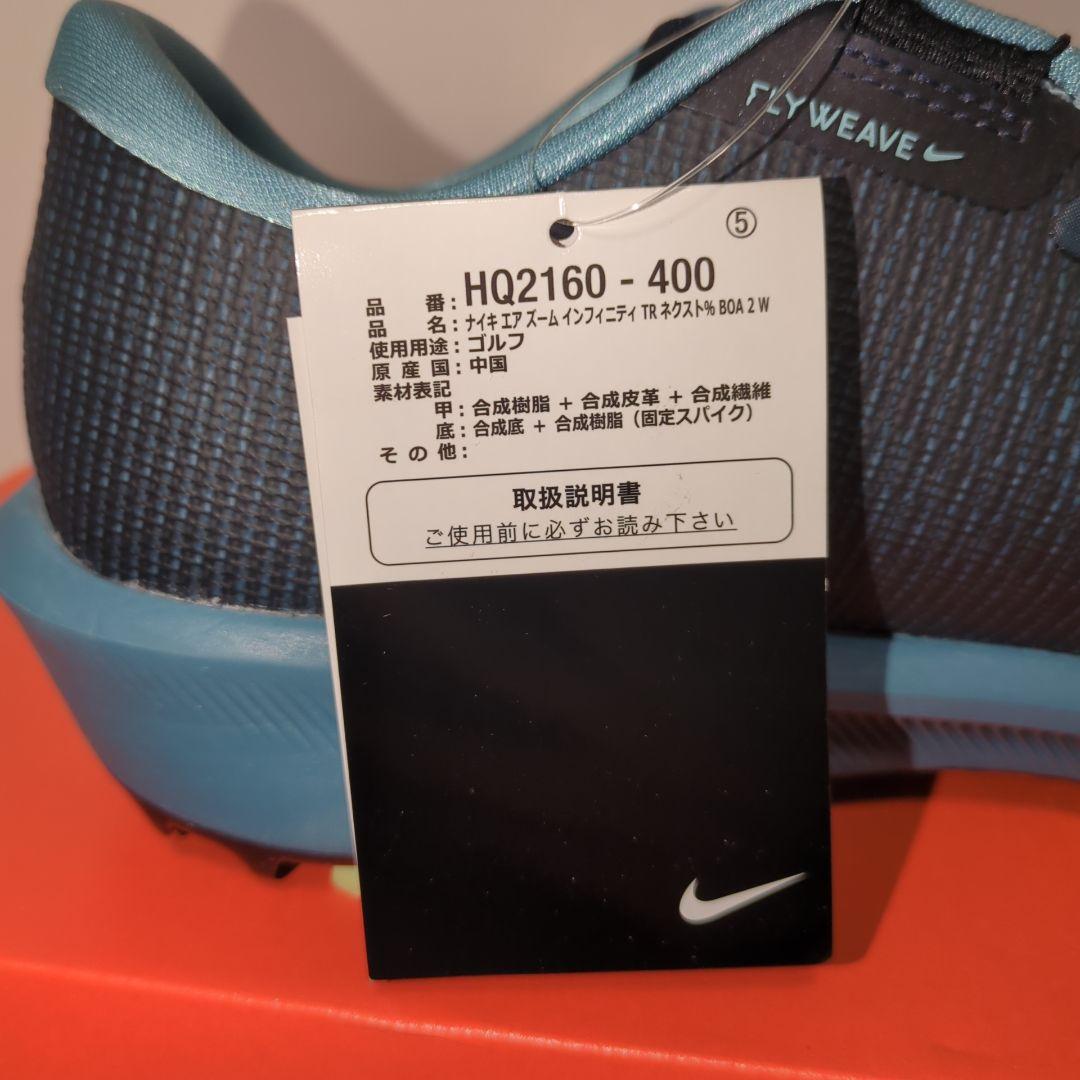 FLYWEAVE
⑤
品番：HQ2160 - 400
品名：ナイキ エア ズーム インフィニティ TR ネクスト% BOA 2 W
使用用途：ゴルフ
原産国：中国
素材表記
甲：合成樹脂 + 合成皮革 + 合成繊維
底：合成底 + 合成樹脂（固定スパイク）
その他：
取扱説明書
ご使用前に必ずお読み下さい